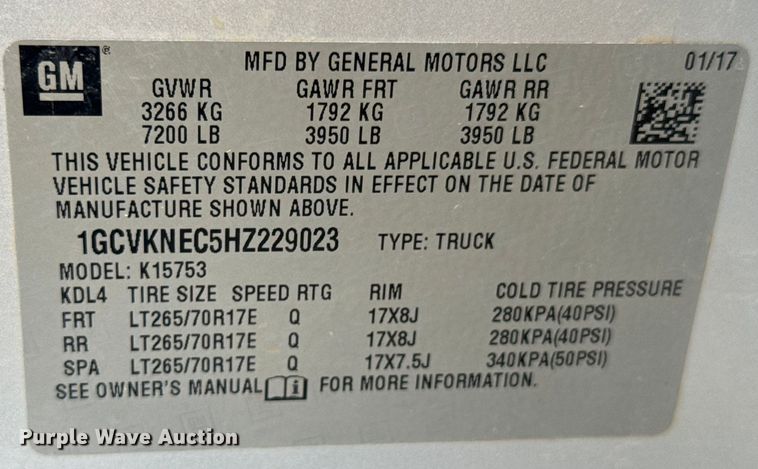 GM
MFD BY GENERAL MOTORS LLC 01/17
GVWR GAWR FRT GAWR RR
3266 KG 1792 KG 1792 KG
7200 LB 3950 LB 3950 LB
THIS VEHICLE CONFORMS TO ALL APPLICABLE U.S. FEDERAL MOTOR
VEHICLE SAFETY STANDARDS IN EFFECT ON THE DATE OF
MANUFACTURE SHOWN ABOVE.
1GCVKNEC5HZ229023 TYPE: TRUCK
MODEL: K15753
KDL4 TIRE SIZE SPEED RTG RIM COLD TIRE PRESSURE
FRT LT265/70R17E Q 17X8J 280KPA(40PSI)
RR LT265/70R17E Q 17X8J 280KPA(40PSI)
SPA LT265/70R17E Q 17X7.5J 340KPA(50PSI)
SEE OWNER'S MANUAL i FOR MORE INFORMATION.
Purple Wave Auction